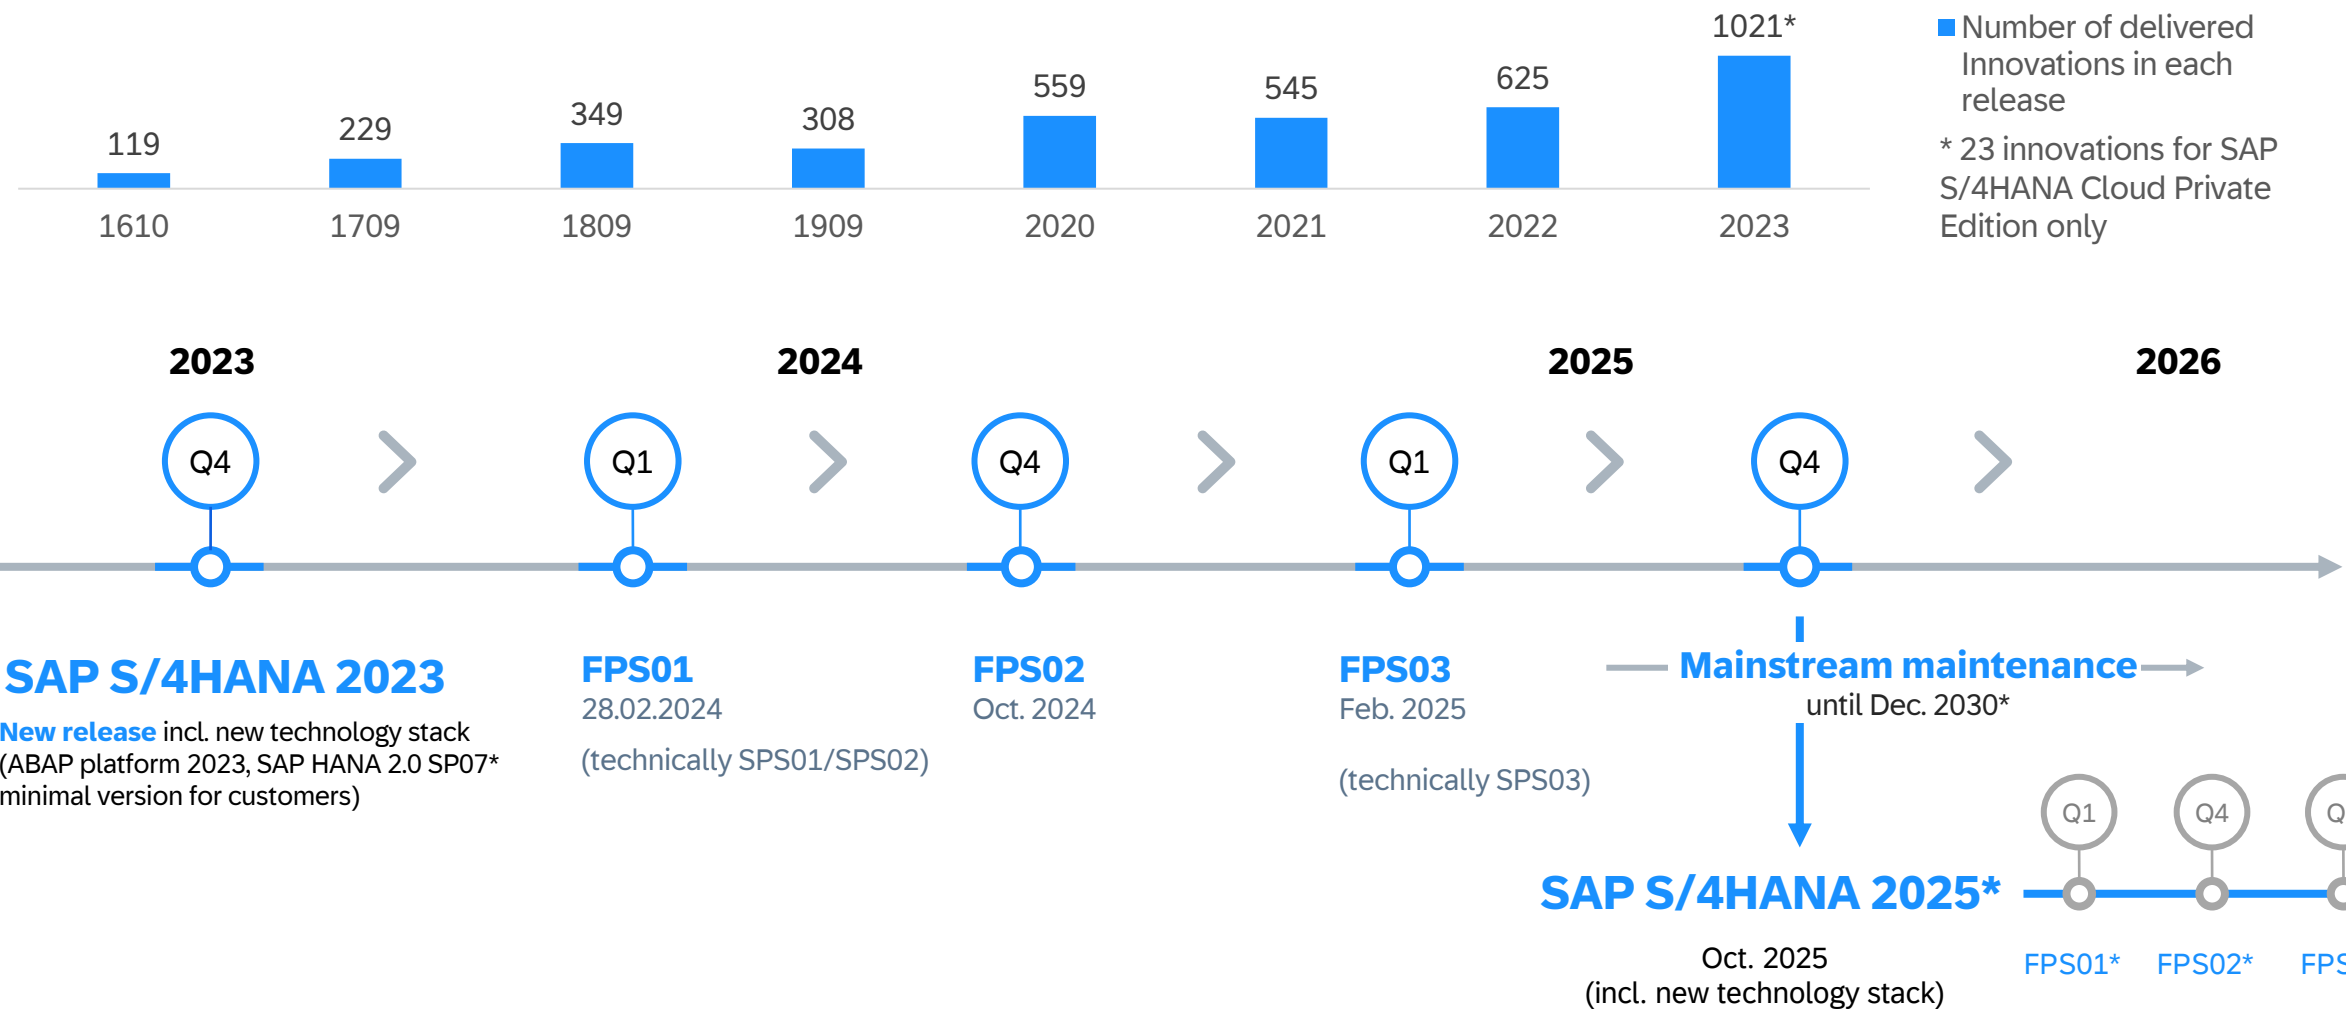 119
229
349
308
559
545
625
1021*
1610
1709
1809
1909
2020
2021
2022
2023
Number of delivered
Innovations in each
release
* 23 innovations for SAP
S/4HANA Cloud Private
Edition only
2023
2024
2025
2026
Q4
Q1
Q4
Q1
Q4
SAP S/4HANA 2023
New release incl. new technology stack
(ABAP platform 2023, SAP HANA 2.0 SP07*
minimal version for customers)
FPS01
28.02.2024
(technically SPS01/SPS02)
FPS02
Oct. 2024
FPS03
Feb. 2025
(technically SPS03)
Mainstream maintenance
until Dec. 2030*
SAP S/4HANA 2025*
Oct. 2025
(incl. new technology stack)
Q1
Q4
FPS01*
FPS02*